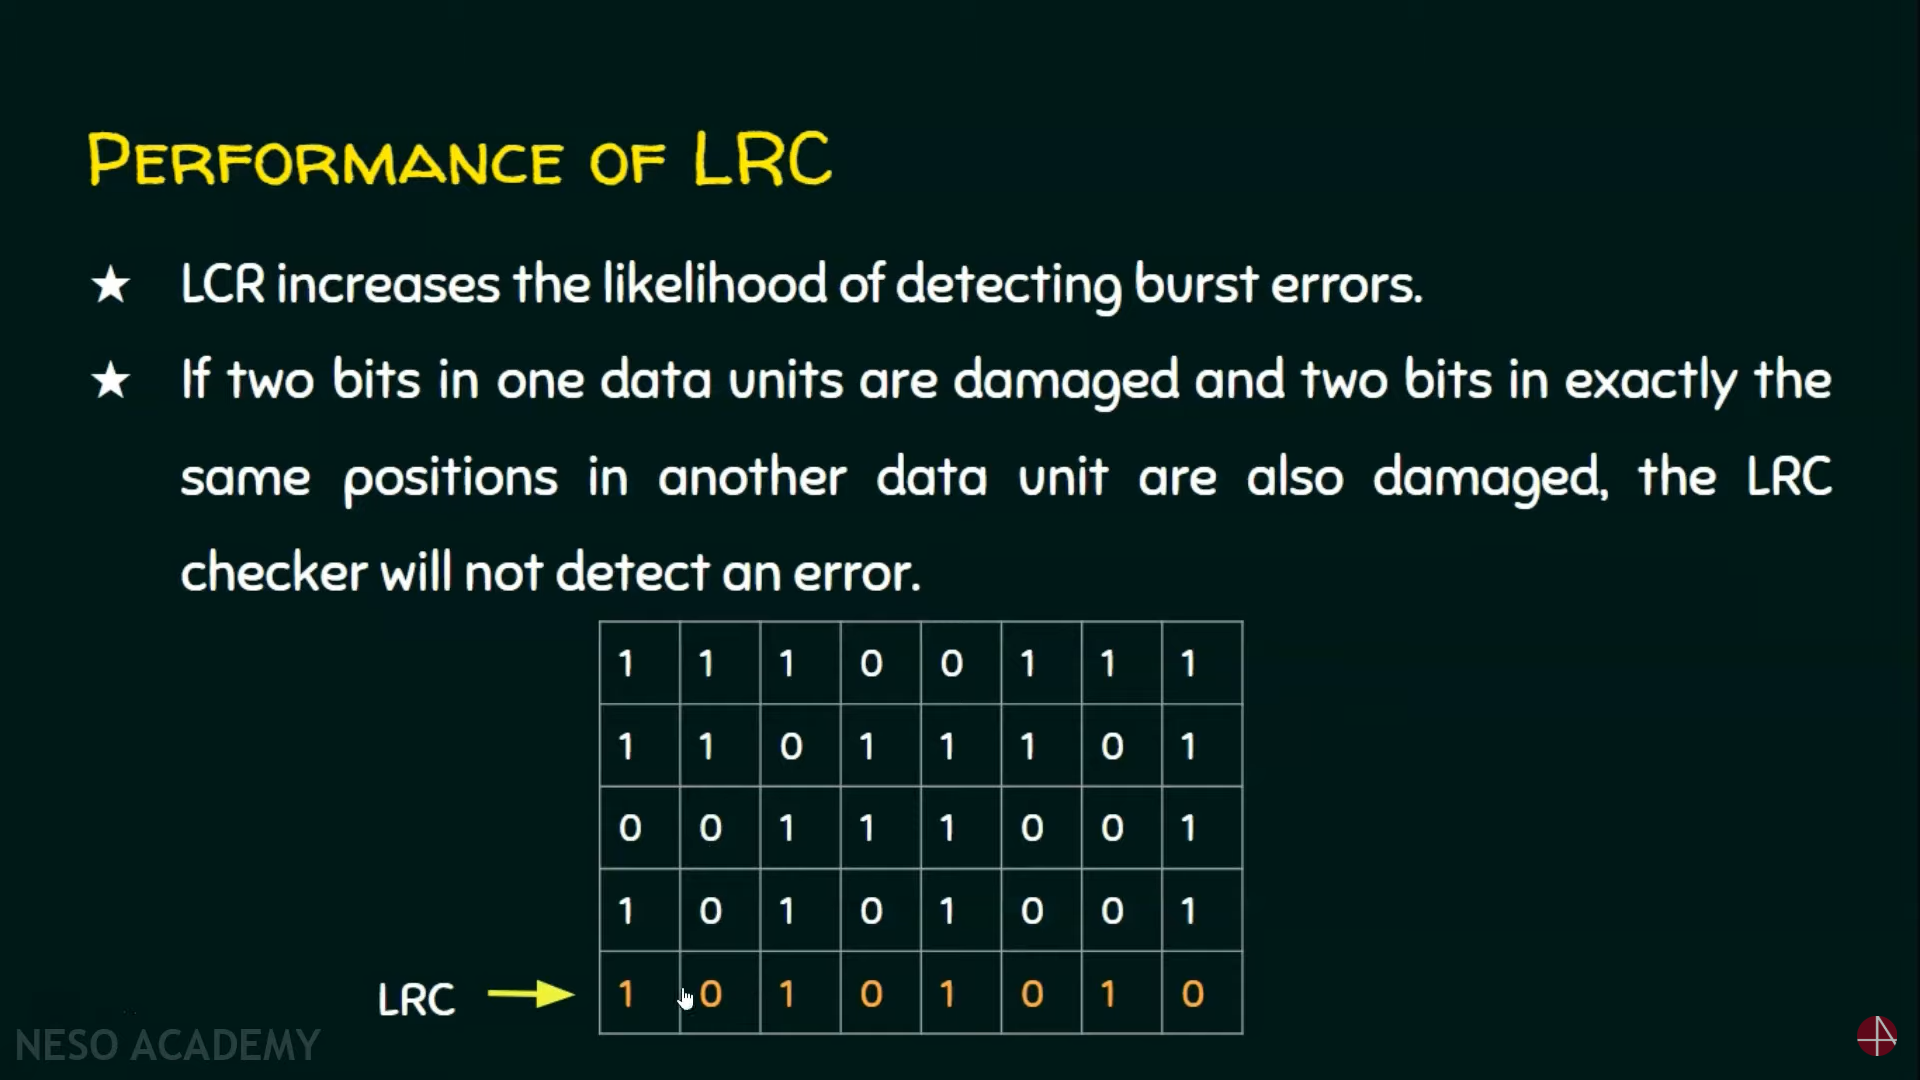 PERFORMANCE OF LRC
★ LCR increases the likelihood of detecting burst errors.
★ If two bits in one data units are damaged and two bits in exactly the
same positions in another data unit are also damaged, the LRC
checker will not detect an error.
1 1 1 0 0 1 1 1
1 1 0 1 1 1 0 1
0 0 1 1 1 0 0 1
1 0 1 0 1 0 0 1
LRC 1 0 1 0 1 0 1 0
NESO ACADEMY